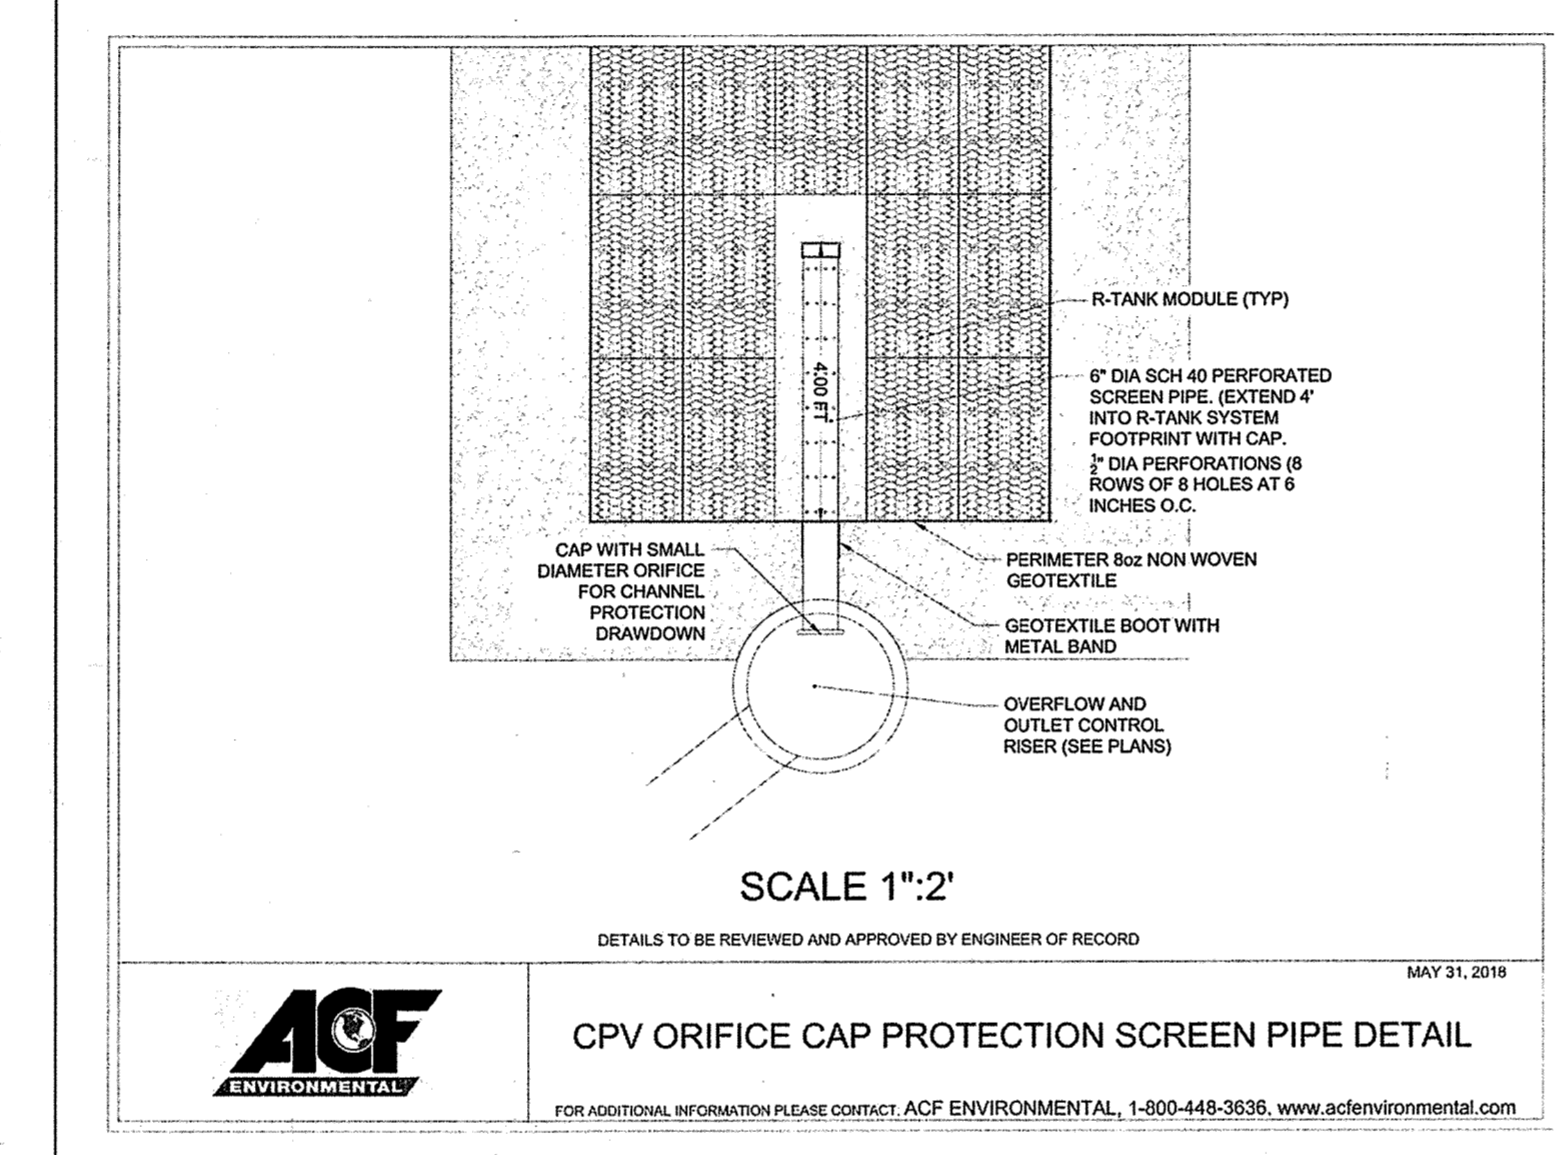 R-TANK MODULE (TYP)
4.00 FT
6" DIA SCH 40 PERFORATED
SCREEN PIPE. (EXTEND 4'
INTO R-TANK SYSTEM
FOOTPRINT WITH CAP.
½" DIA PERFORATIONS (8
ROWS OF 8 HOLES AT 6
INCHES O.C.
CAP WITH SMALL
DIAMETER ORIFICE
FOR CHANNEL
PROTECTION
DRAWDOWN
PERIMETER 8oz NON WOVEN
GEOTEXTILE
GEOTEXTILE BOOT WITH
METAL BAND
OVERFLOW AND
OUTLET CONTROL
RISER (SEE PLANS)
SCALE 1":2'
DETAILS TO BE REVIEWED AND APPROVED BY ENGINEER OF RECORD
MAY 31, 2018
ACF
ENVIRONMENTAL
CPV ORIFICE CAP PROTECTION SCREEN PIPE DETAIL
FOR ADDITIONAL INFORMATION PLEASE CONTACT: ACF ENVIRONMENTAL, 1-800-448-3636, www.acfenvironmental.com